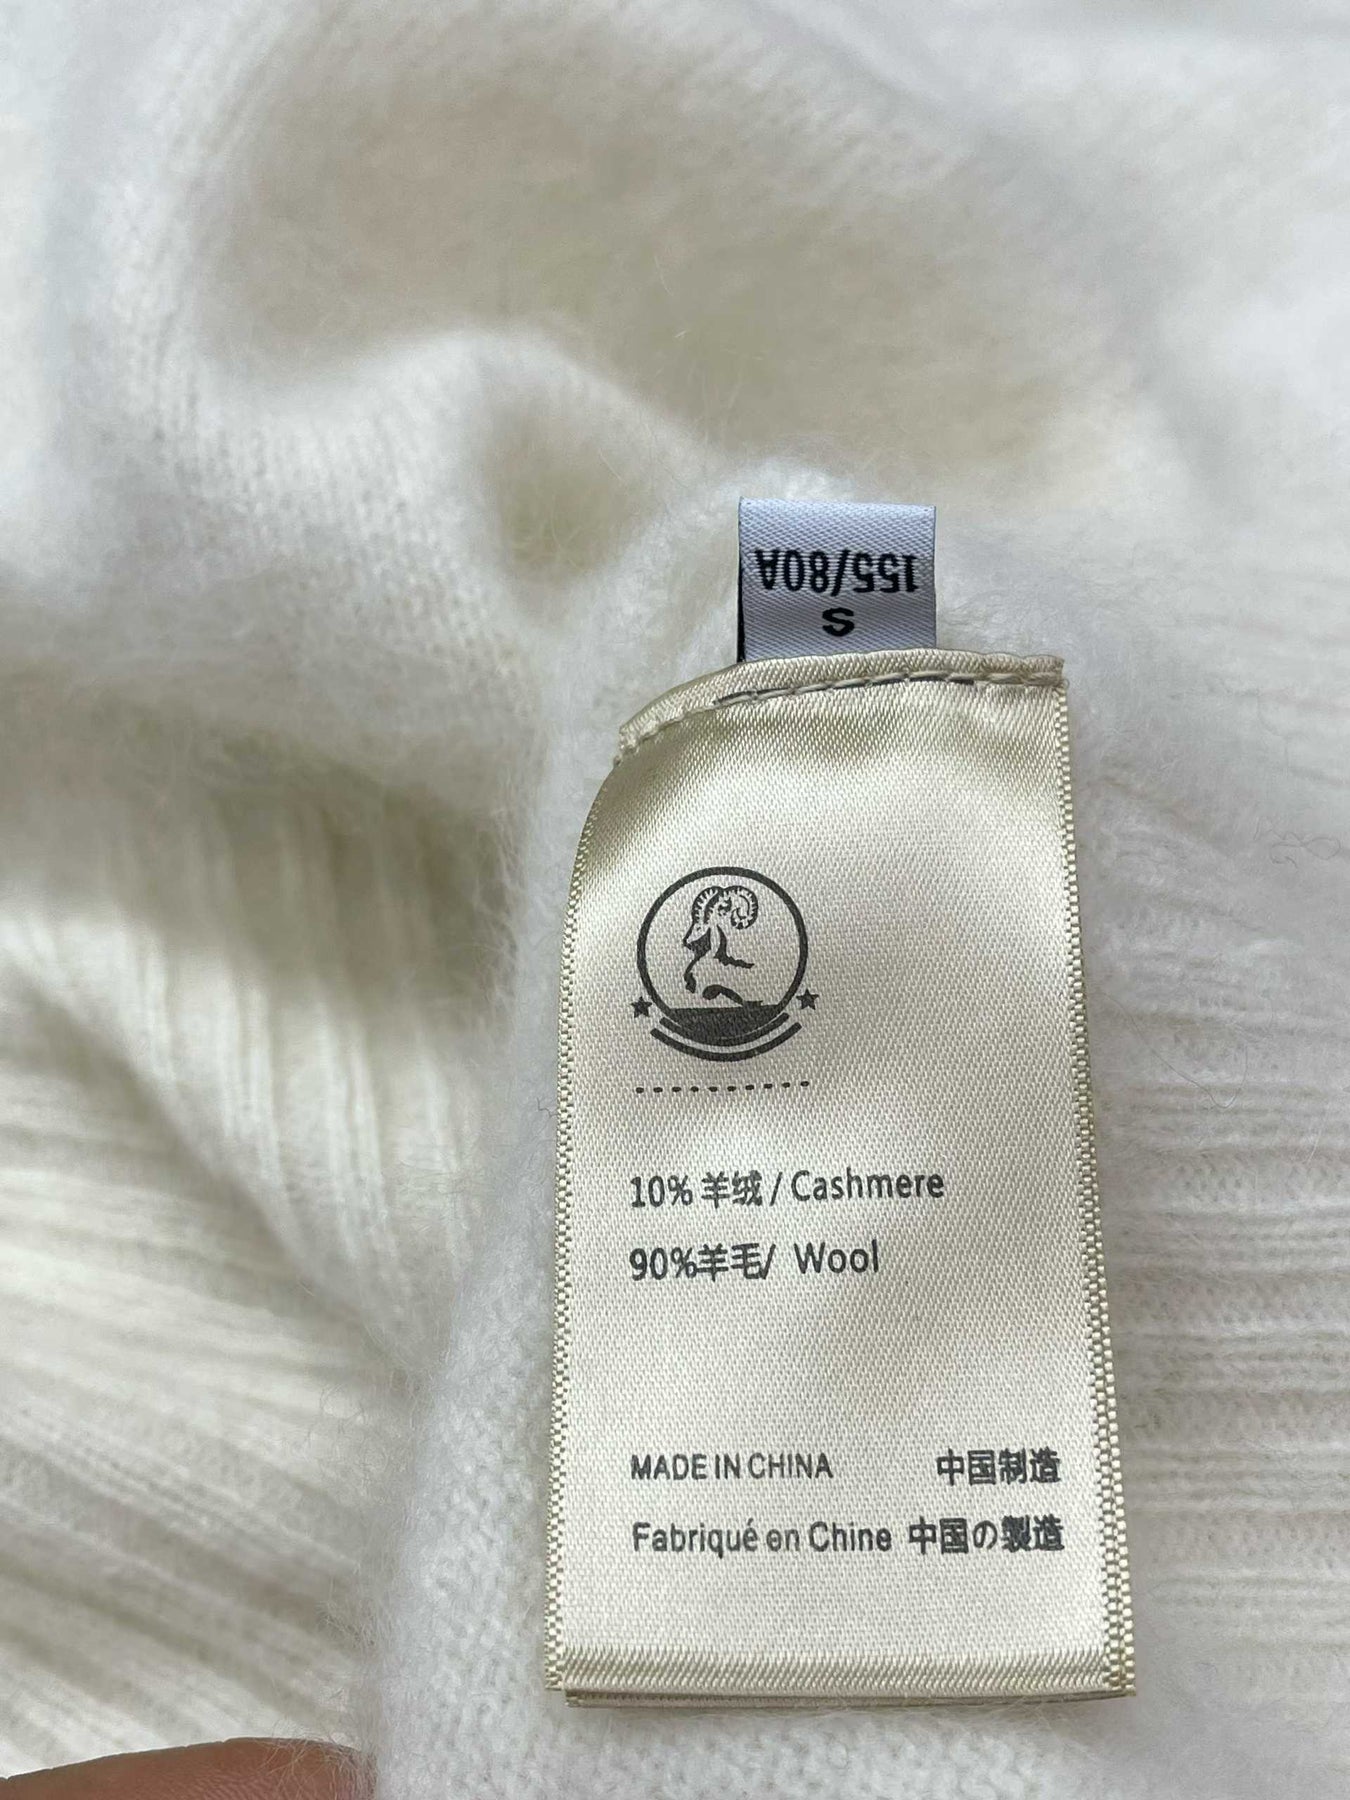 155/80A
S
10% 羊绒 / Cashmere
90%羊毛/ Wool
MADE IN CHINA 中国制造
Fabriqué en Chine 中国の製造